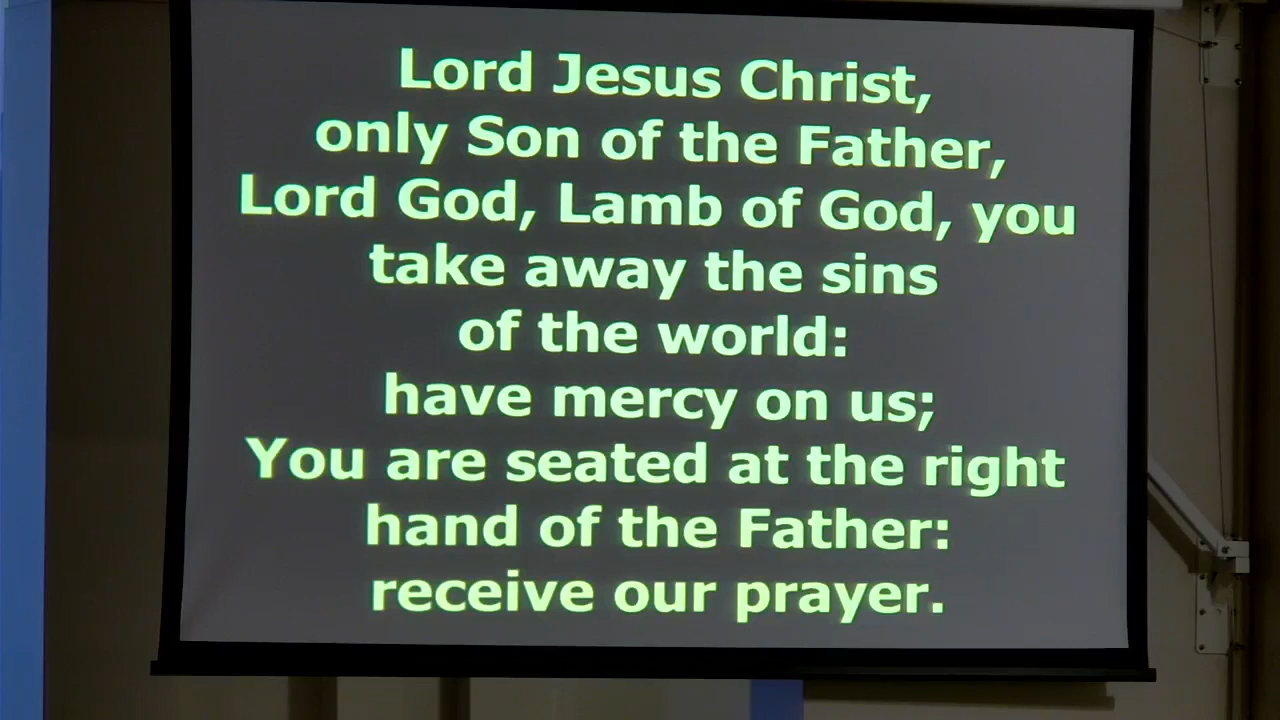 Lord Jesus Christ,
only Son of the Father,
Lord God, Lamb of God, you
take away the sins
of the world:
have mercy on us;
You are seated at the right
hand of the Father:
receive our prayer.